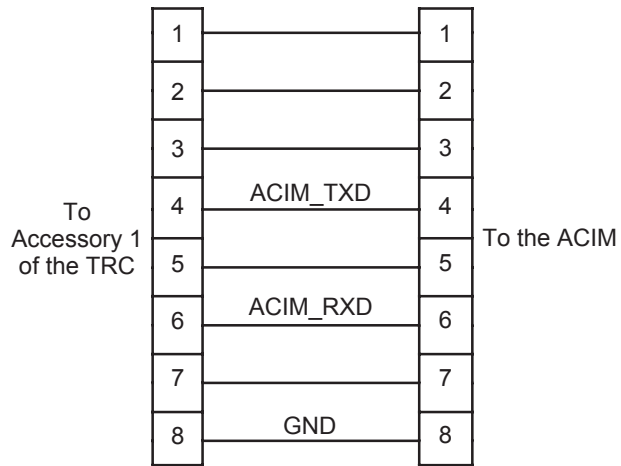 1
1
2
2
3
3
4
ACIM_TXD
4
5
5
6
ACIM_RXD
6
7
7
8
GND
8
To
Accessory 1
of the TRC
To the ACIM